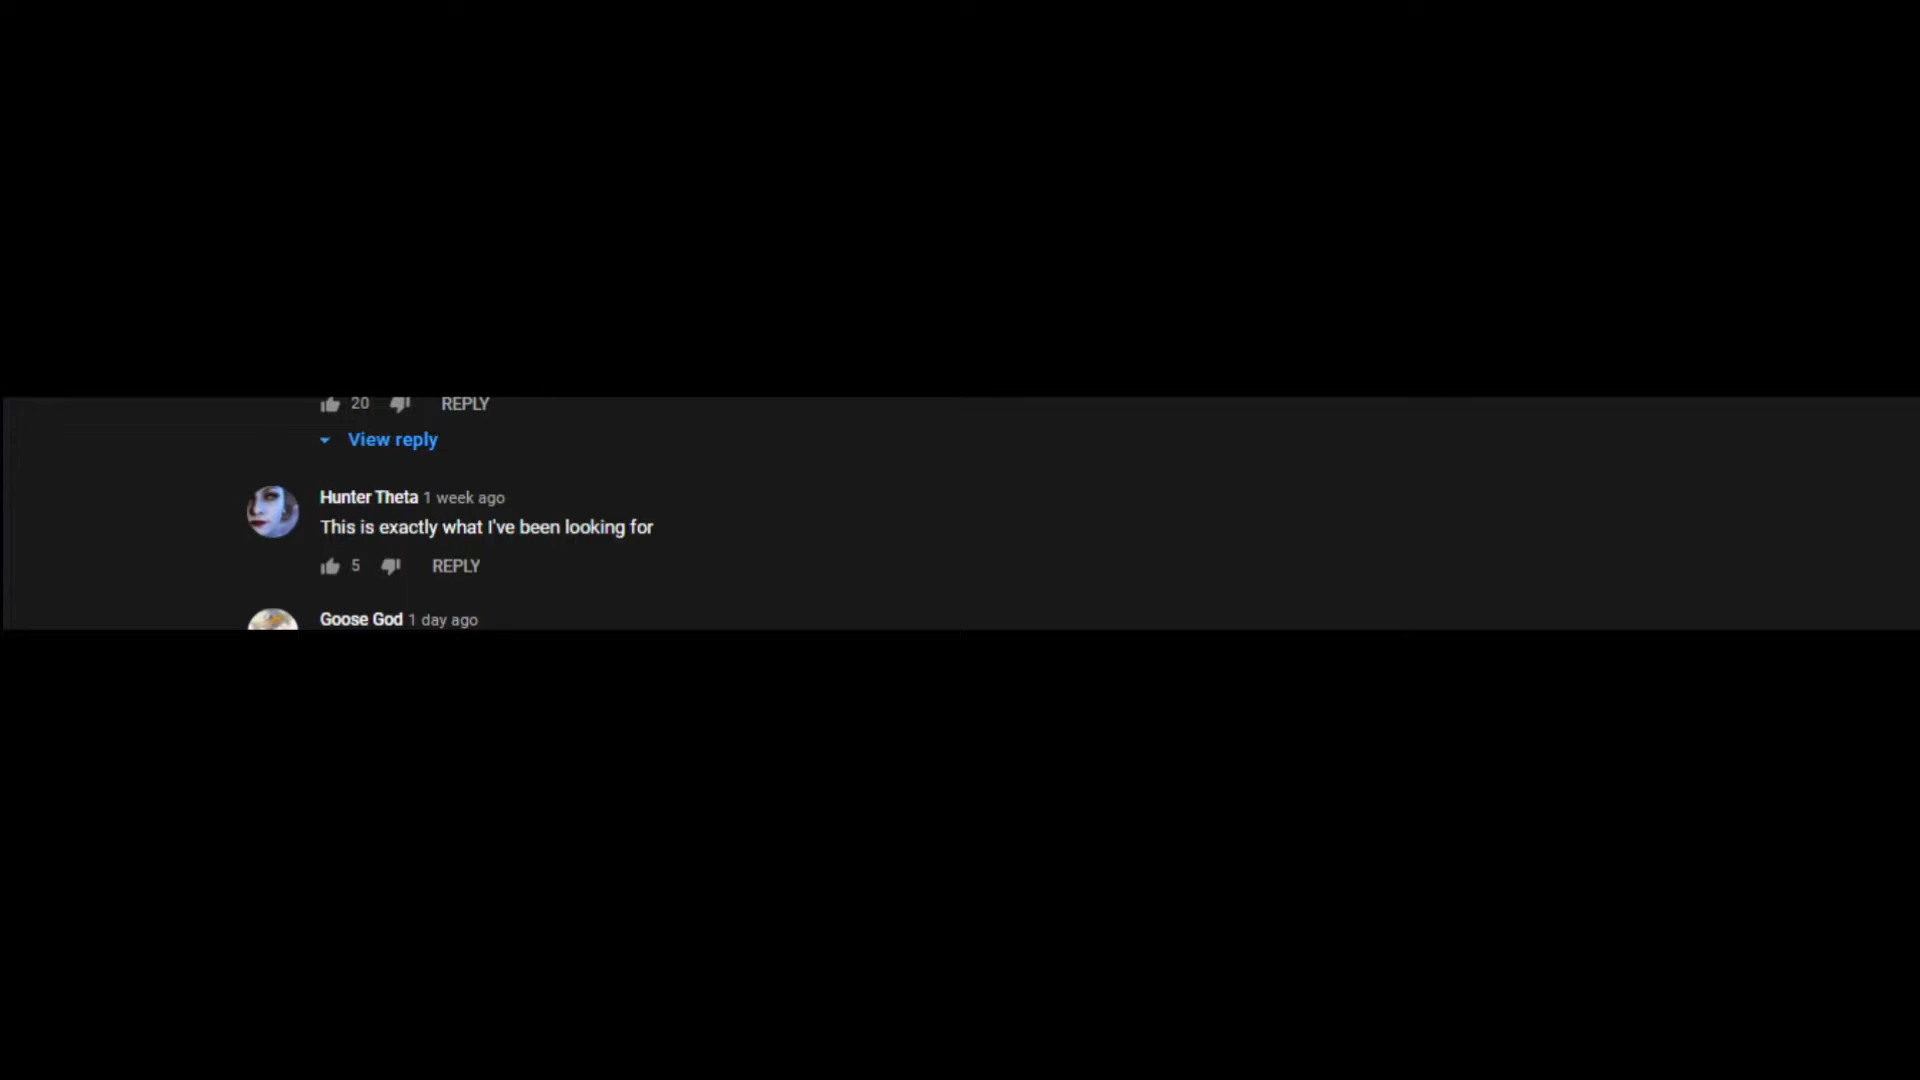 20 REPLY
View reply
Hunter Theta 1 week ago
This is exactly what I've been looking for
5 REPLY
Goose God 1 day ago